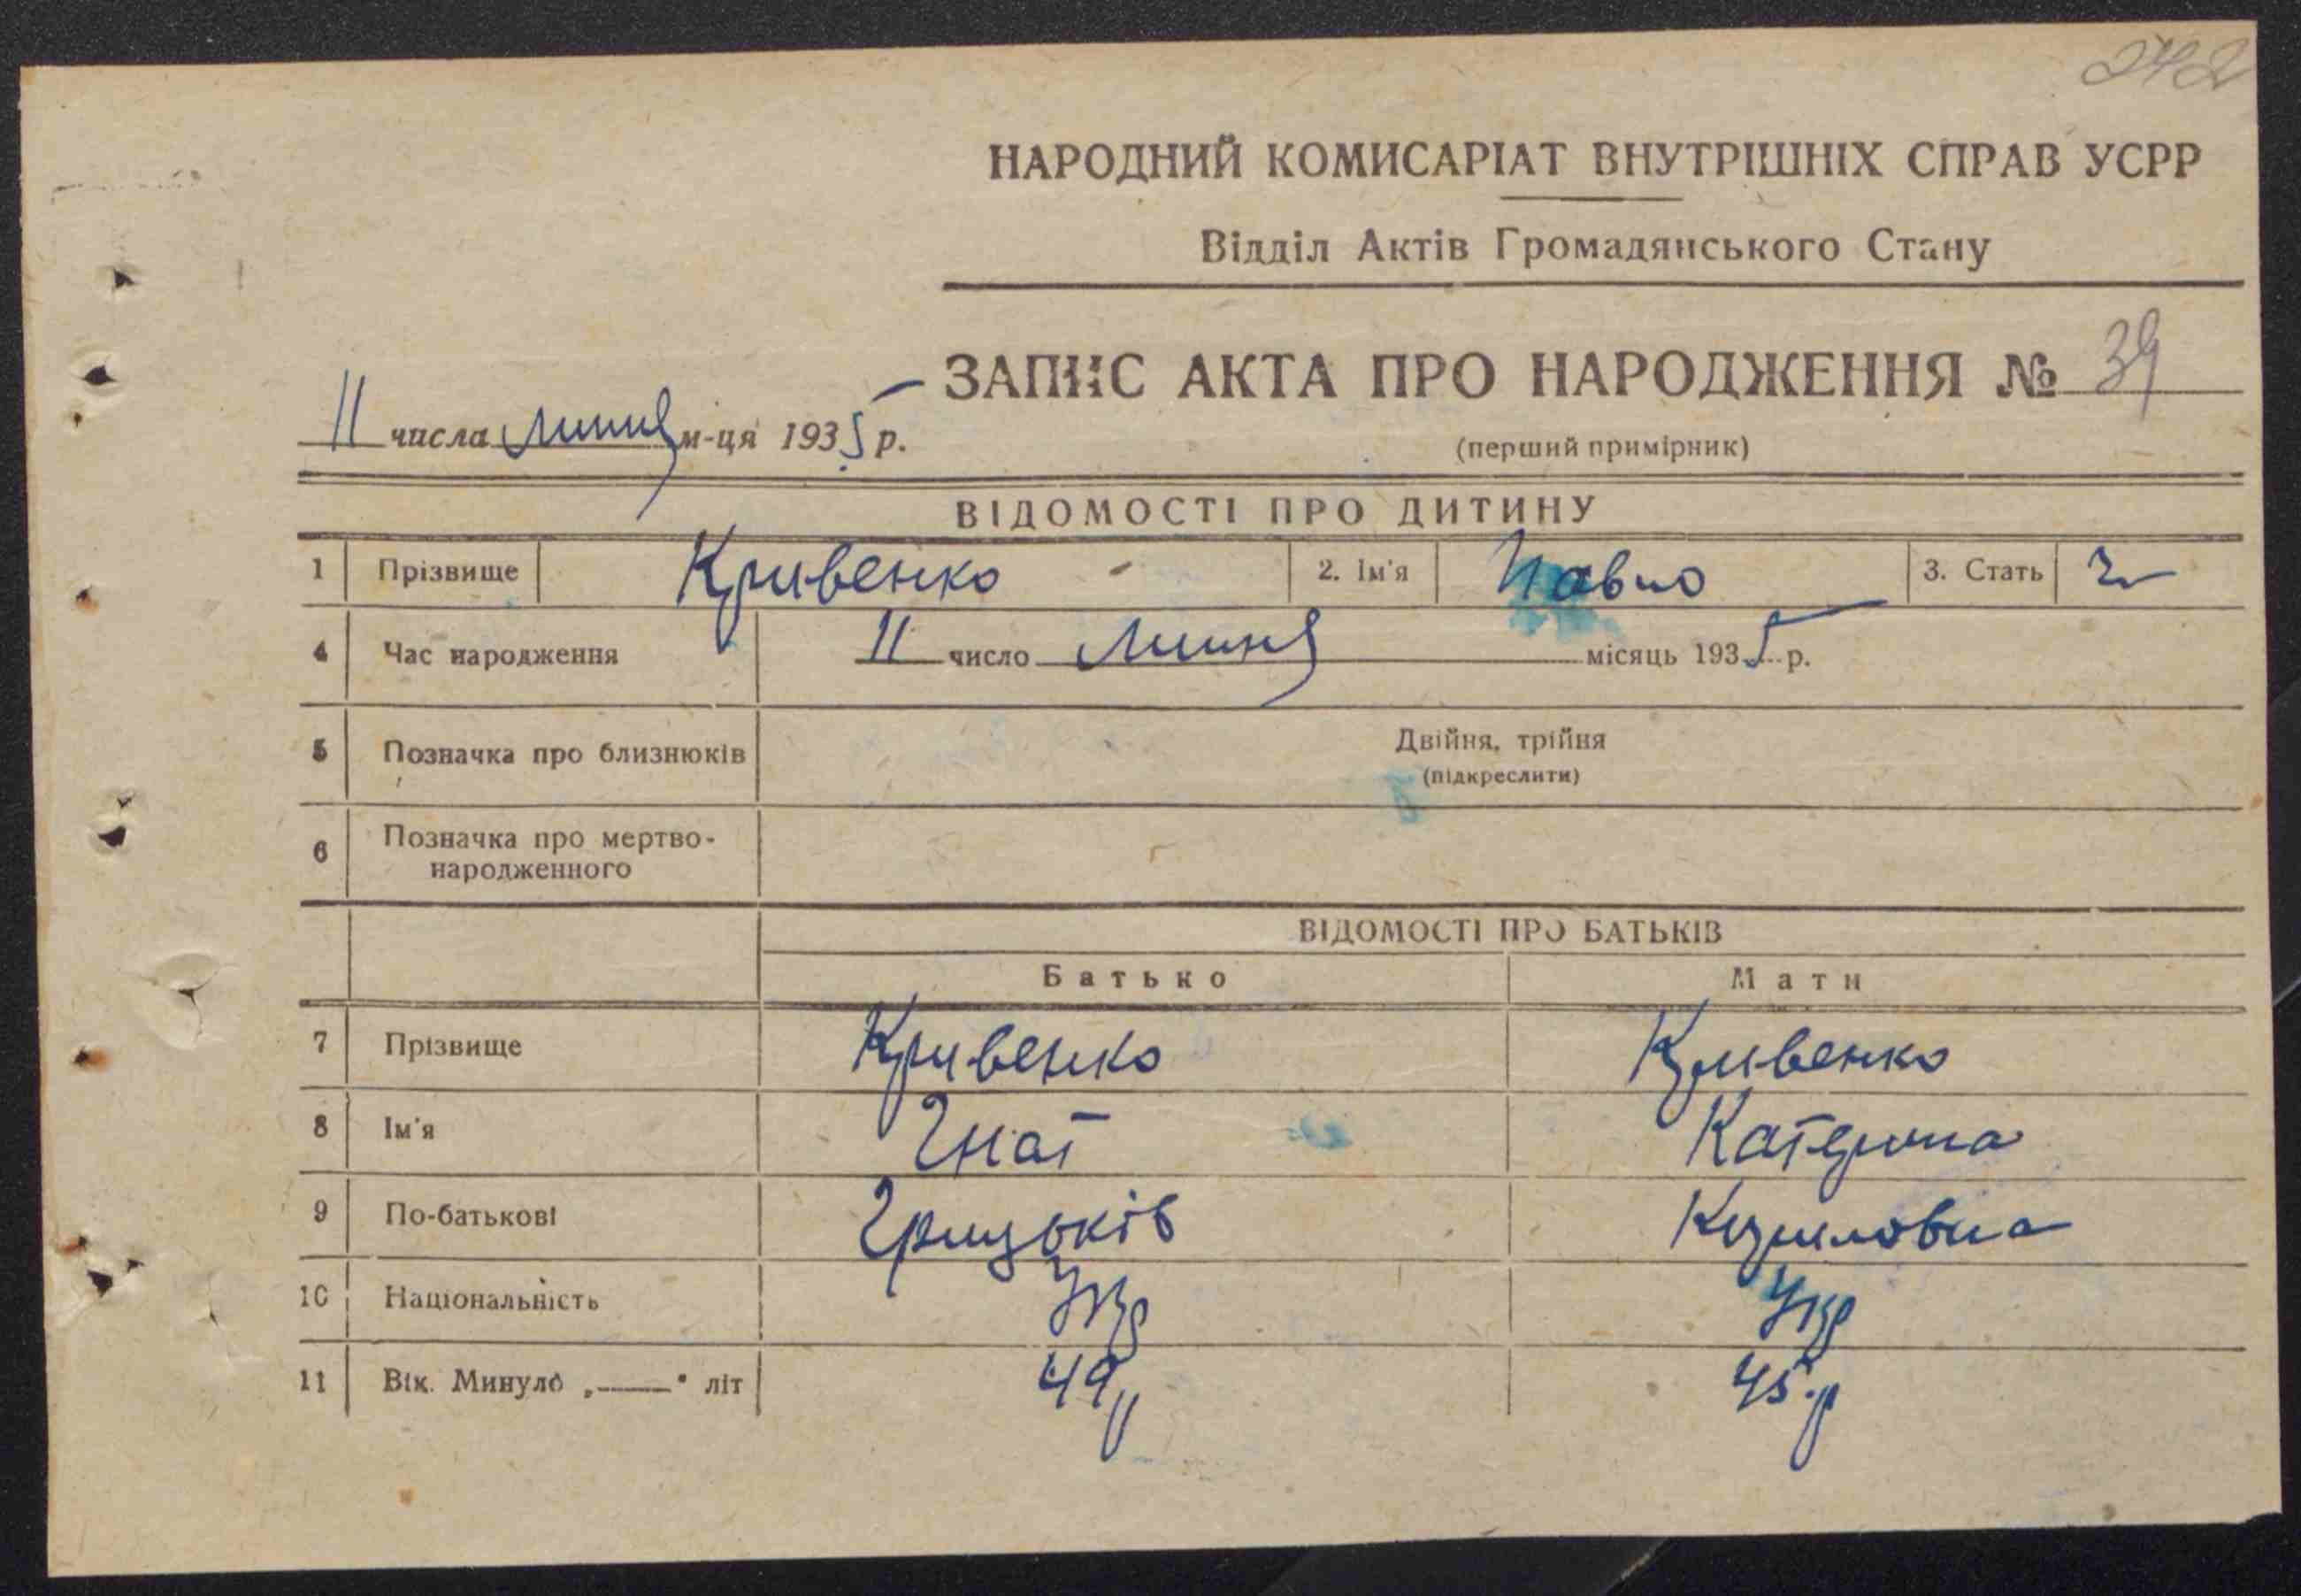 242
НАРОДНИЙ КОМИСАРІАТ ВНУТРІШНІХ СПРАВ УСРР
Відділ Актів Громадянського Стану
ЗАПИС АКТА ПРО НАРОДЖЕННЯ № 39
11 числа липня м-ця 1935 р.
(перший примірник)
ВІДОМОСТІ ПРО ДИТИНУ
1 Прізвище Кривенко 2. Ім'я Павло 3. Стать ч
4 Час народження 11 число липня місяць 1935 р.
5 Позначка про близнюків Двійня, трійня
(підкреслити)
6 Позначка про мертво-
народженного
ВІДОМОСТІ ПРО БАТЬКІВ
Батько Мати
7 Прізвище Кривенко Кривенко
8 Ім'я Гнат Катерина
9 По-батькові Грицьків Кузьмовна
10 Національність Укр Укр
11 Вік. Минуло „——" літ 49 45 р